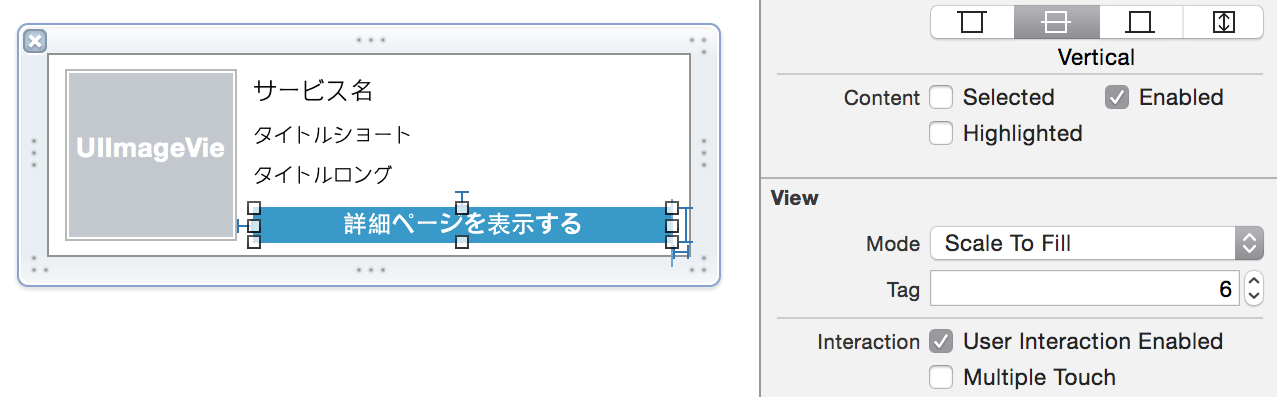 UIImageVie
サービス名
タイトルショート
タイトルロング
詳細ページを表示する
Vertical
Content Selected Enabled
Highlighted
View
Mode Scale To Fill
Tag 6
Interaction User Interaction Enabled
Multiple Touch